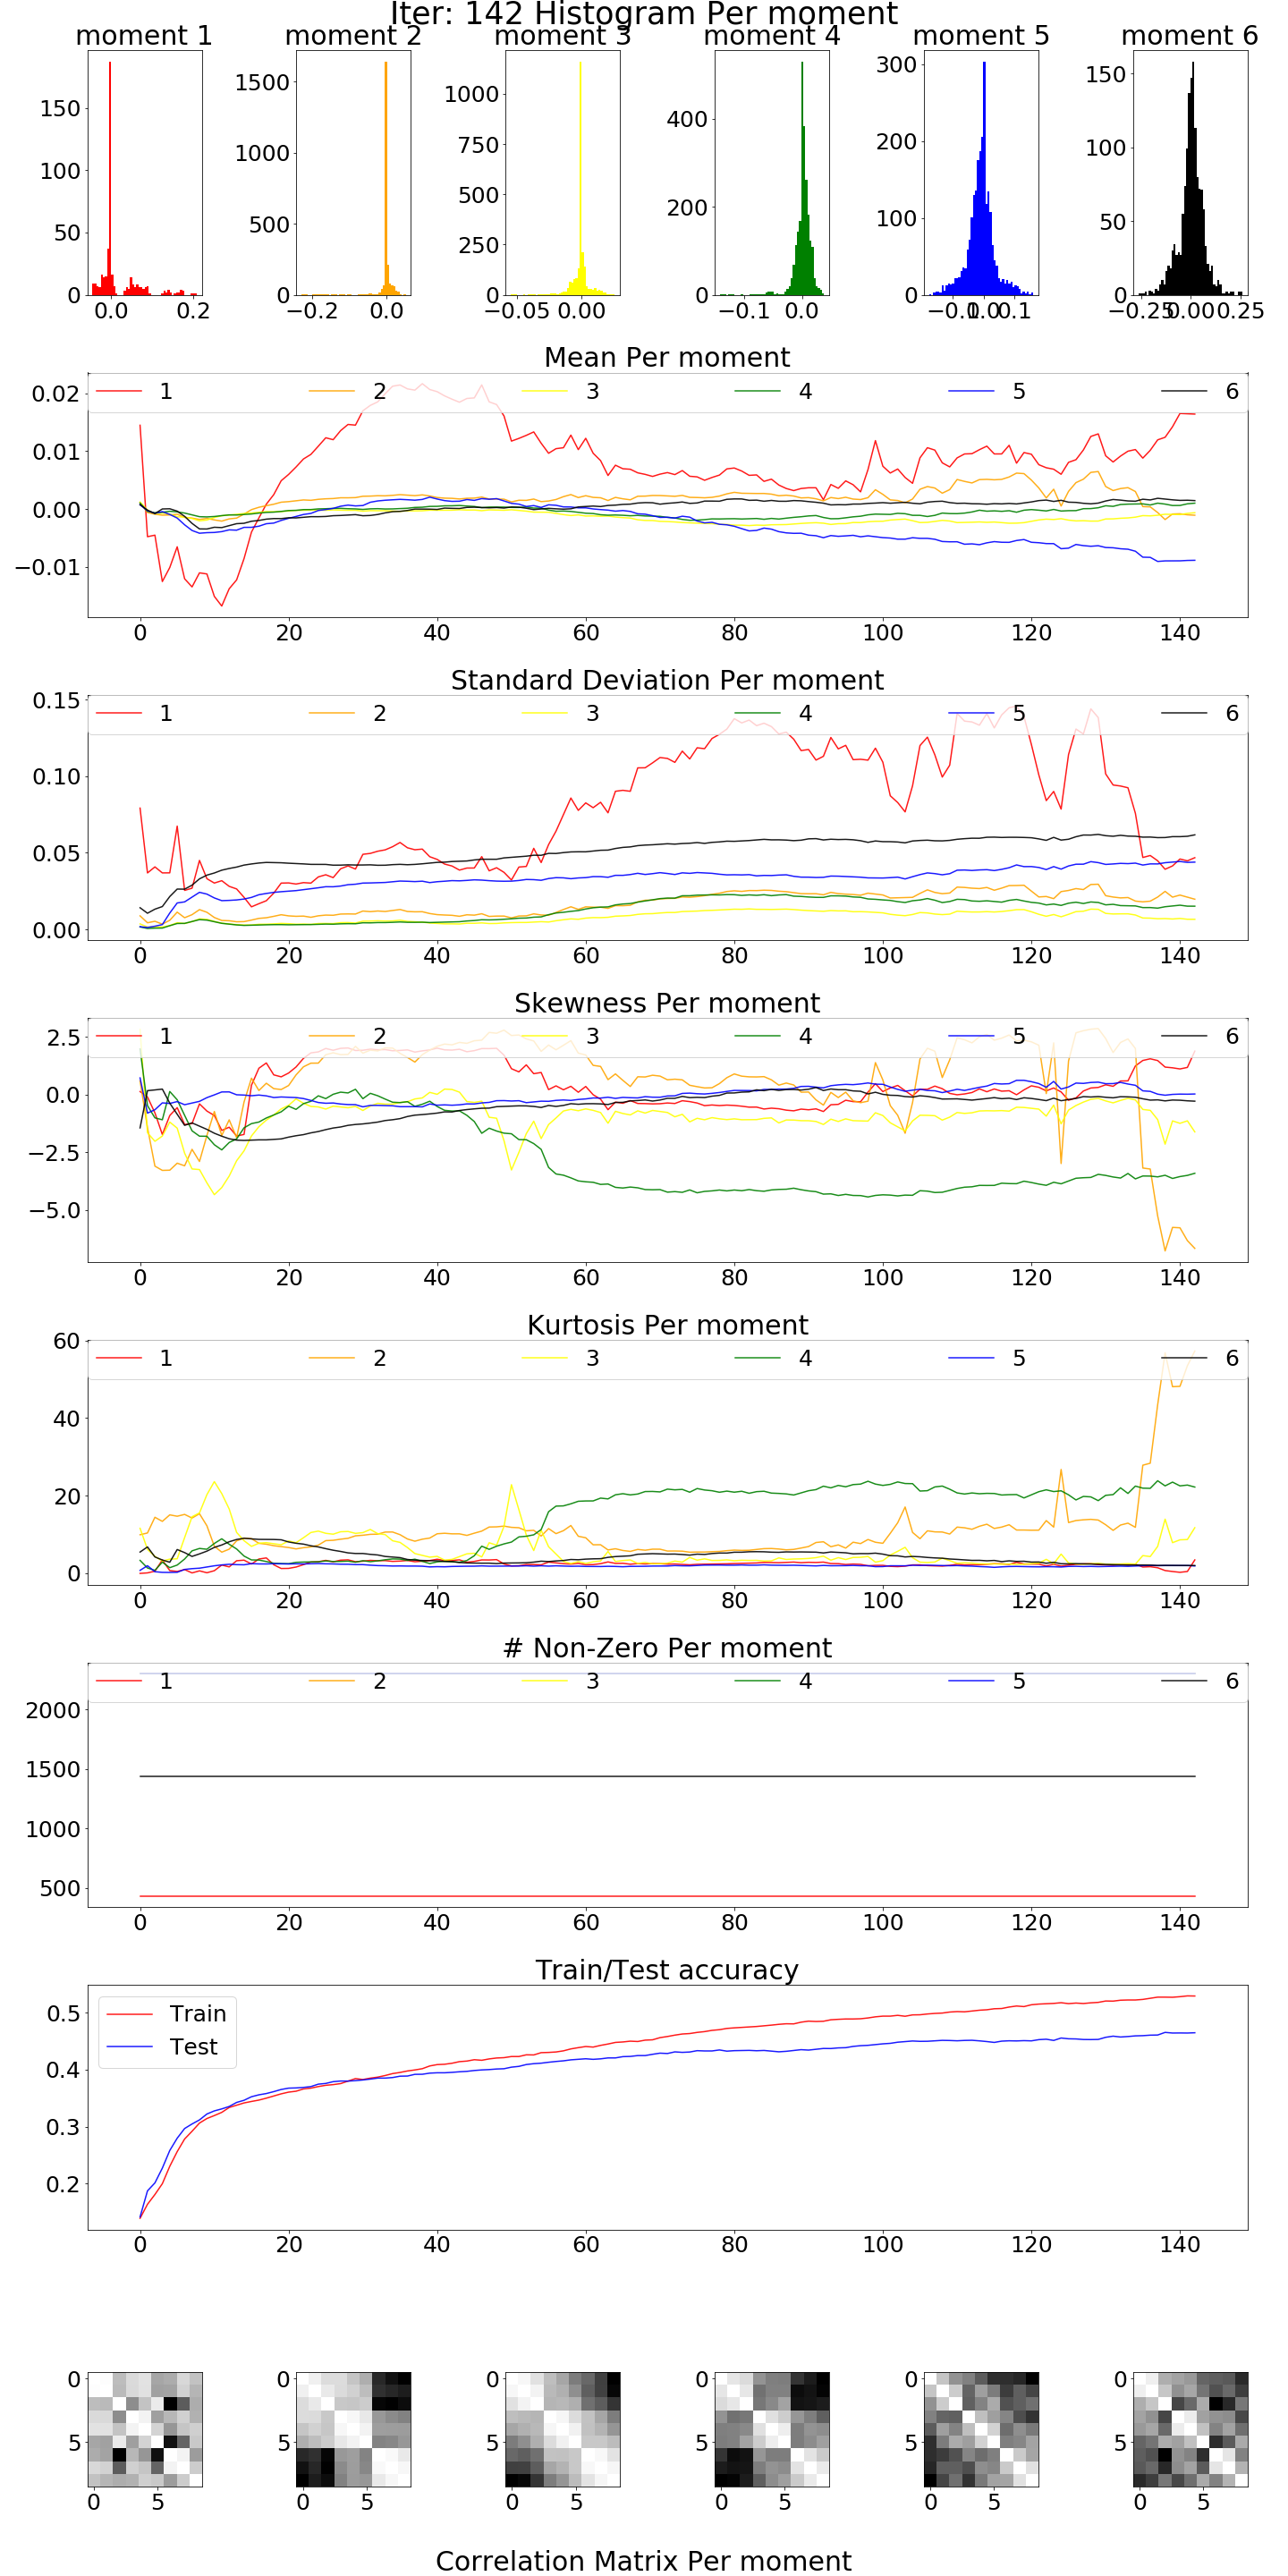 Iter: 142 Histogram Per moment
moment 1 moment 2 moment 3 moment 4 moment 5 moment 6
150 100 50 0
0.0 0.2
1500 1000 500 0
−0.2 0.0
1000 750 500 250 0
−0.05 0.00
400 200 0
−0.1 0.0
300 200 100 0
0.0 0.1
150 100 50 0
−0.25 0.00 0.25
Mean Per moment
1 2 3 4 5 6
0.02
0.01
0.00
−0.01
0 20 40 60 80 100 120 140
Standard Deviation Per moment
1 2 3 4 5 6
0.15
0.10
0.05
0.00
0 20 40 60 80 100 120 140
Skewness Per moment
1 2 3 4 5 6
2.5
0.0
−2.5
−5.0
0 20 40 60 80 100 120 140
Kurtosis Per moment
1 2 3 4 5 6
60
40
20
0
0 20 40 60 80 100 120 140
# Non-Zero Per moment
1 2 3 4 5 6
2000
1500
1000
500
0 20 40 60 80 100 120 140
Train/Test accuracy
Train
Test
0.5
0.4
0.3
0.2
0 20 40 60 80 100 120 140
0 0 0 0 0 0
5 5 5 5 5 5
0 5 0 5 0 5 0 5 0 5 0 5
Correlation Matrix Per moment